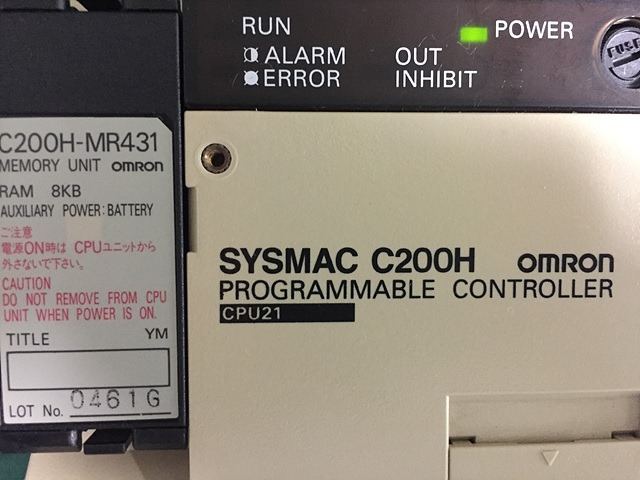 C200H-MR431
MEMORY UNIT OMRON
RAM 8KB
AUXILIARY POWER: BATTERY
ご注意
電源ON時は CPUユニットから
外さないで下さい。
CAUTION
DO NOT REMOVE FROM CPU
UNIT WHEN POWER IS ON.
TITLE YM
LOT No. 0461G
RUN
POWER
ALARM OUT
ERROR INHIBIT
FUSE
SYSMAC C200H OMRON
PROGRAMMABLE CONTROLLER
CPU21